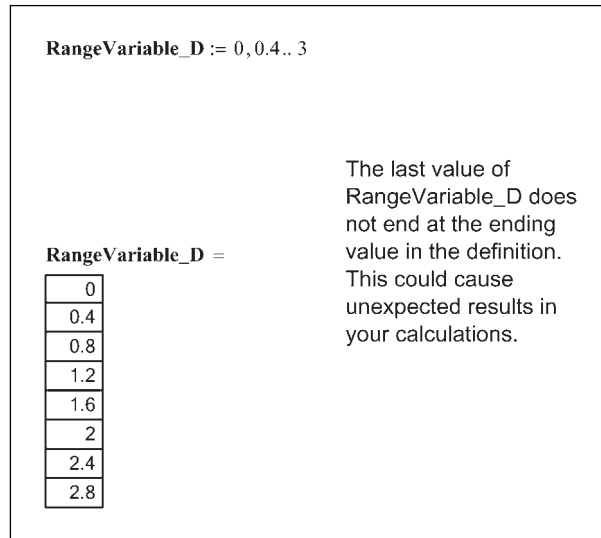 RangeVariable_D := 0, 0.4.. 3
The last value of
RangeVariable_D does
not end at the ending
value in the definition.
This could cause
unexpected results in
your calculations.
RangeVariable_D =
0
0.4
0.8
1.2
1.6
2
2.4
2.8